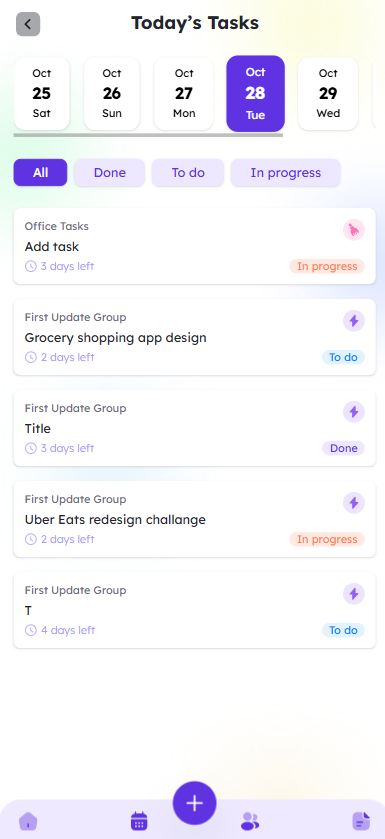 Today's Tasks
Oct Oct Oct Oct Oct
25 26 27 28 29
Sat Sun Mon Tue Wed
All Done To do In progress
Office Tasks
Add task
3 days left In progress
First Update Group
Grocery shopping app design
2 days left To do
First Update Group
Title
3 days left Done
First Update Group
Uber Eats redesign challange
2 days left In progress
First Update Group
T
4 days left To do